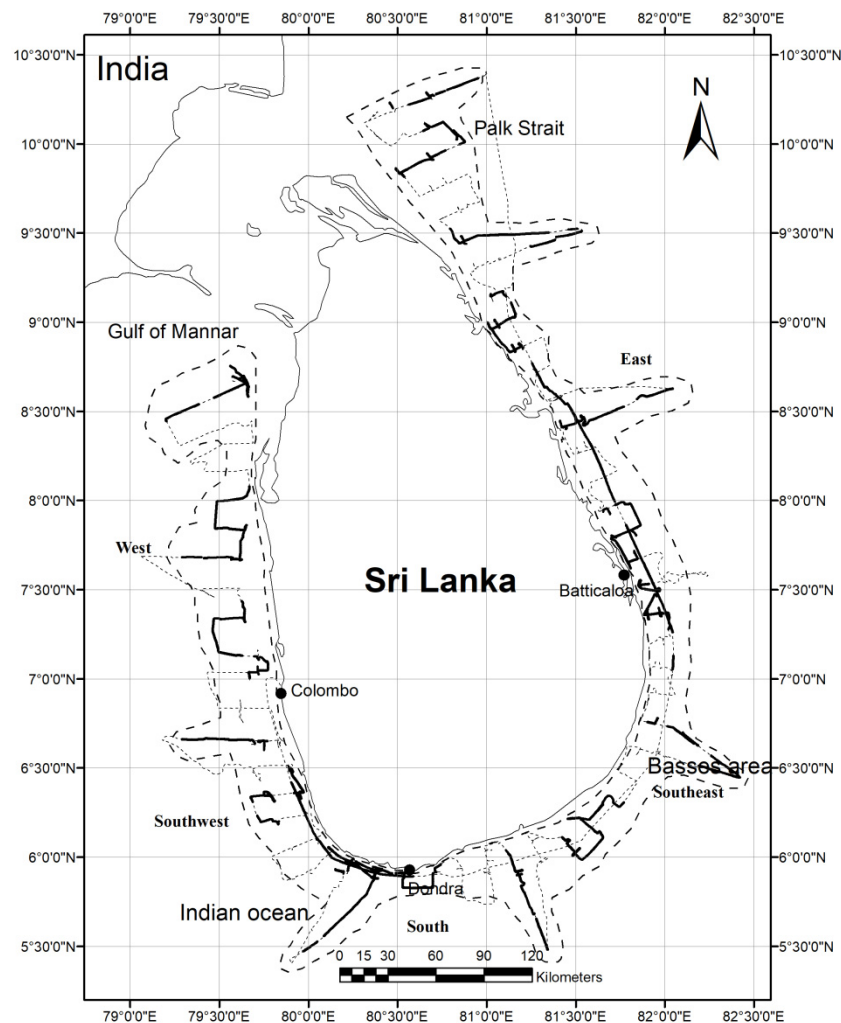 79°0'0"E 79°30'0"E 80°0'0"E 80°30'0"E 81°0'0"E 81°30'0"E 82°0'0"E 82°30'0"E
10°30'0"N 10°30'0"N
India
N
Palk Strait
10°0'0"N 10°0'0"N
9°30'0"N 9°30'0"N
9°0'0"N 9°0'0"N
Gulf of Mannar
East
8°30'0"N 8°30'0"N
8°0'0"N 8°0'0"N
West
Sri Lanka
7°30'0"N 7°30'0"N
Batticaloa
7°0'0"N 7°0'0"N
Colombo
6°30'0"N 6°30'0"N
Bassos area
Southeast
Southwest
6°0'0"N 6°0'0"N
Dondra
Indian ocean
South
5°30'0"N 5°30'0"N
0 15 30 60 90 120
Kilometers
79°0'0"E 79°30'0"E 80°0'0"E 80°30'0"E 81°0'0"E 81°30'0"E 82°0'0"E 82°30'0"E